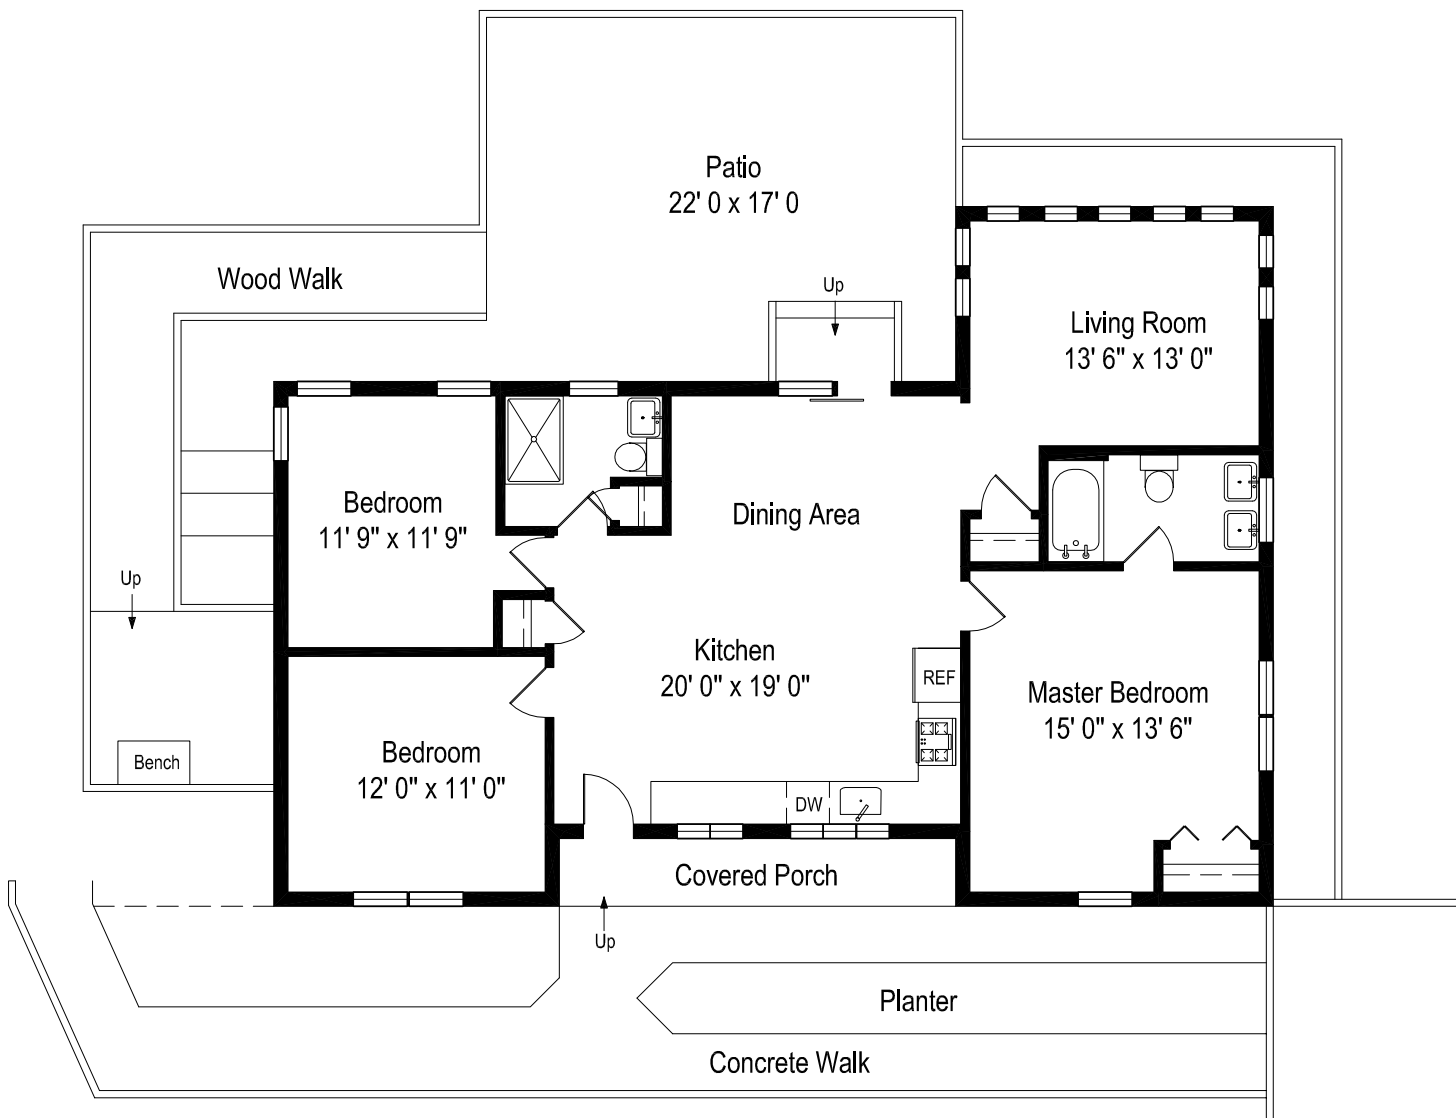 Patio
22' 0 x 17' 0
Wood Walk
Up
Living Room
13' 6" x 13' 0"
Bedroom
11' 9" x 11' 9"
Dining Area
Up
Kitchen
20' 0" x 19' 0"
REF
Master Bedroom
15' 0" x 13' 6"
Bedroom
12' 0" x 11' 0"
Bench
DW
Covered Porch
Up
Planter
Concrete Walk